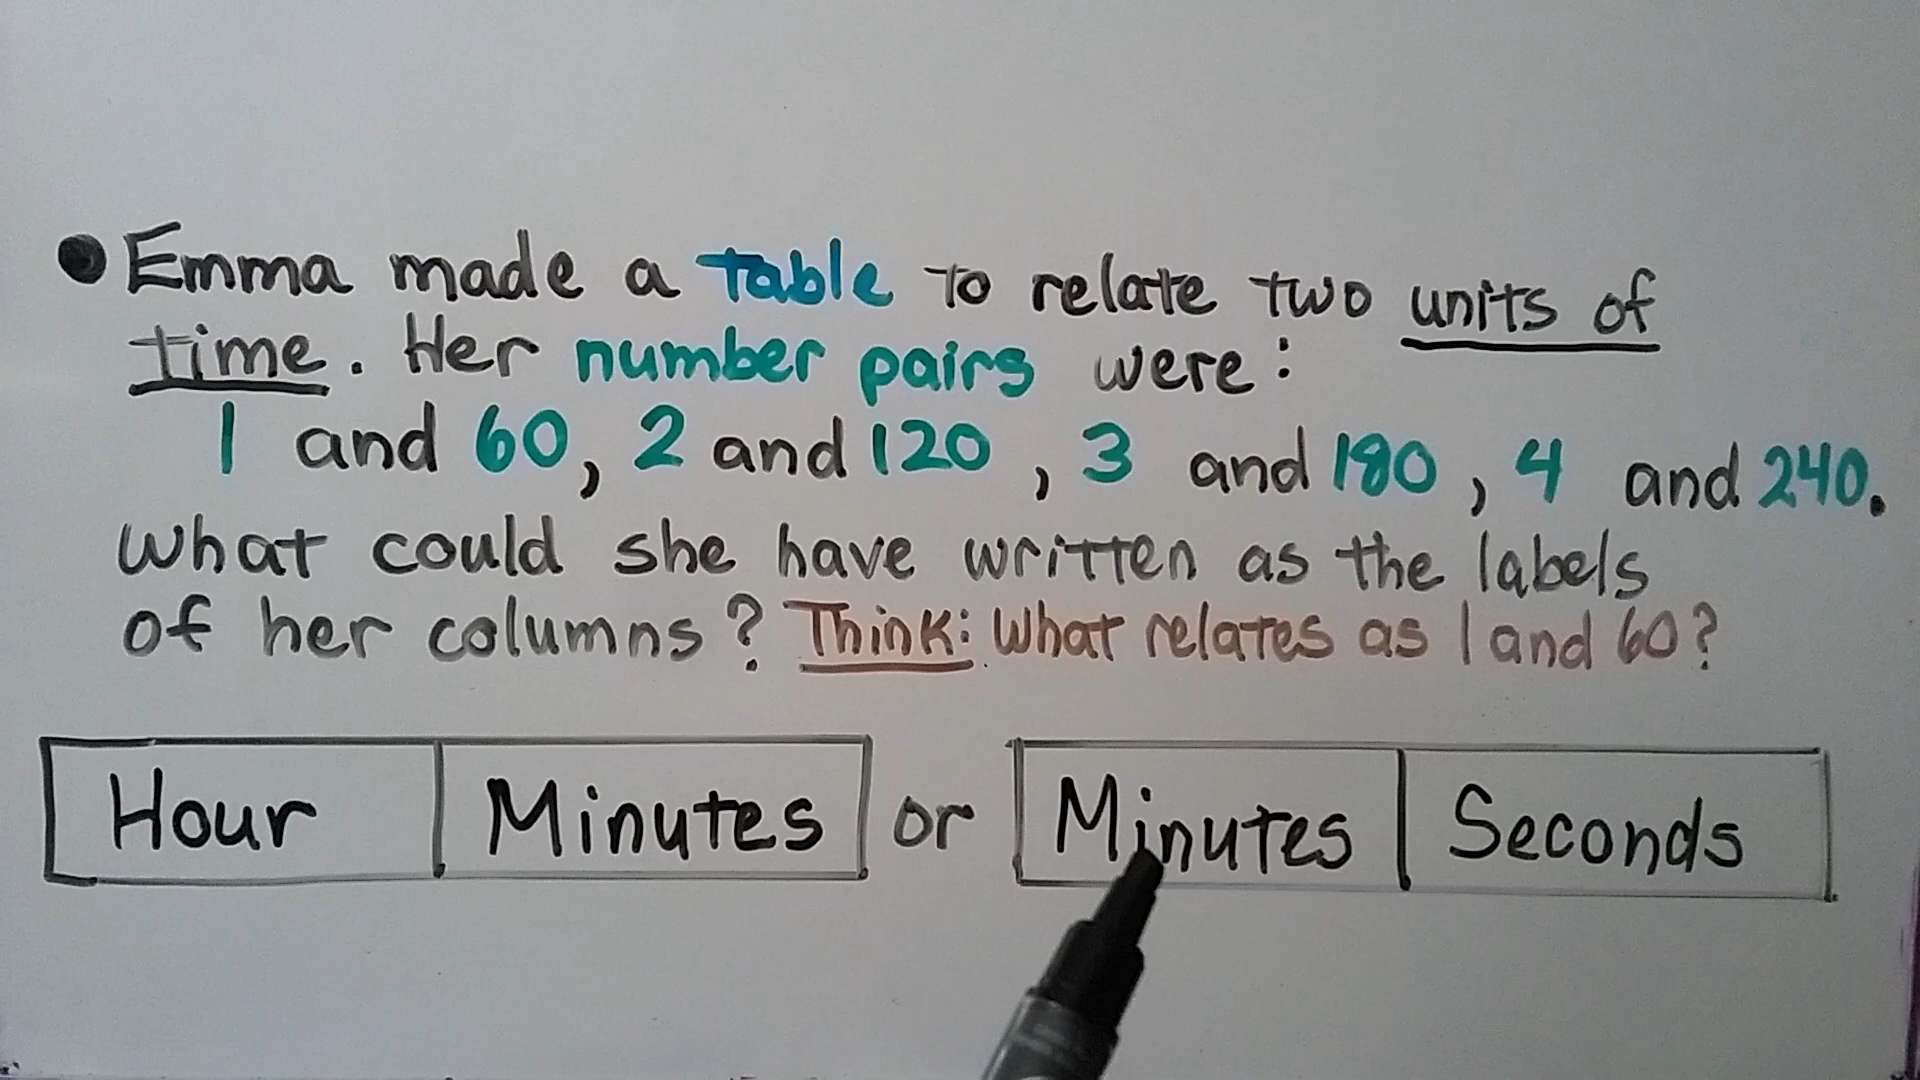 • Emma made a table to relate two units of
time. Her number pairs were:
1 and 60, 2 and 120, 3 and 180, 4 and 240.
What could she have written as the labels
of her columns? Think: What relates as 1 and 60?
Hour Minutes or Minutes Seconds